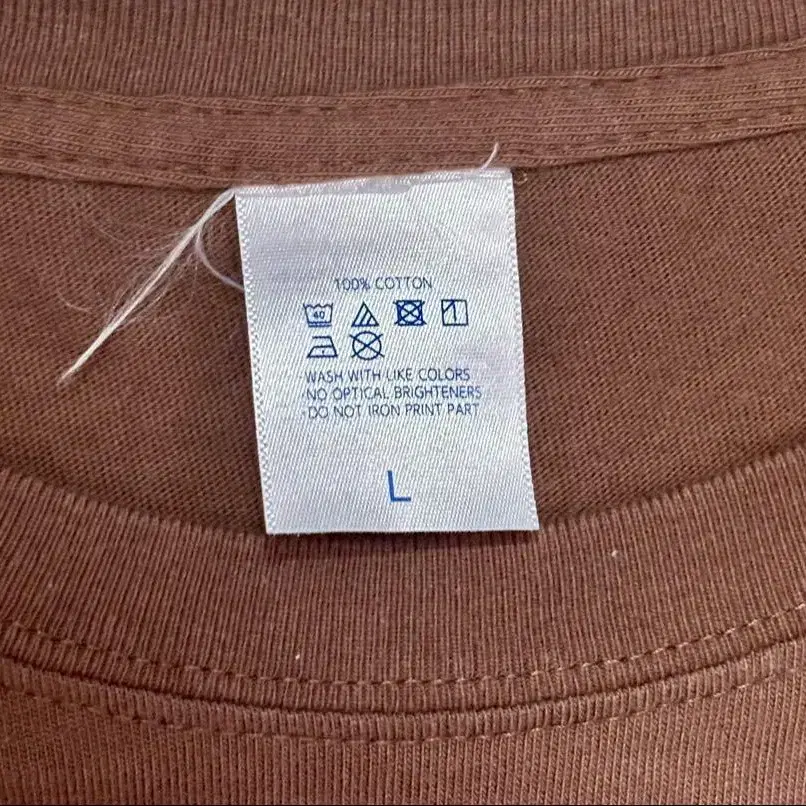 100% COTTON
40
WASH WITH LIKE COLORS
NO OPTICAL BRIGHTENERS
DO NOT IRON PRINT PART
L